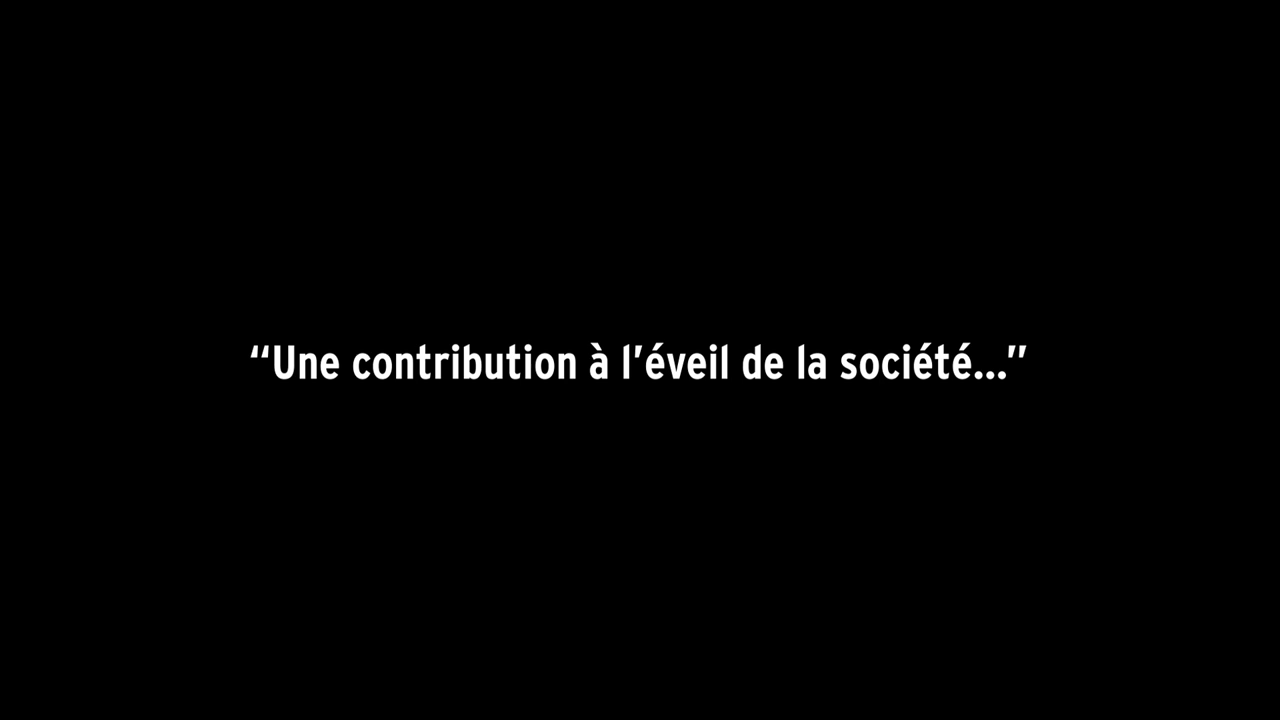 “Une contribution à l’éveil de la société...”